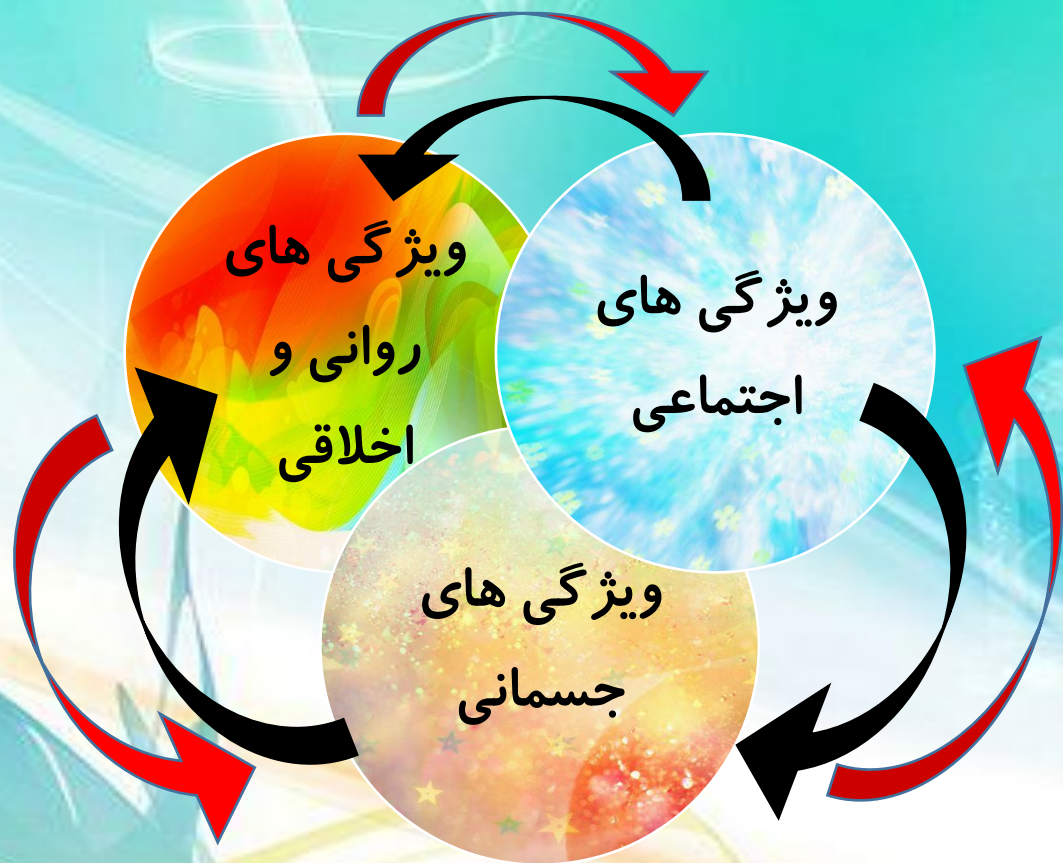 ویژگی های
اجتماعی
ویژگی های
روانی و
اخلاقی
ویژگی های
جسمانی